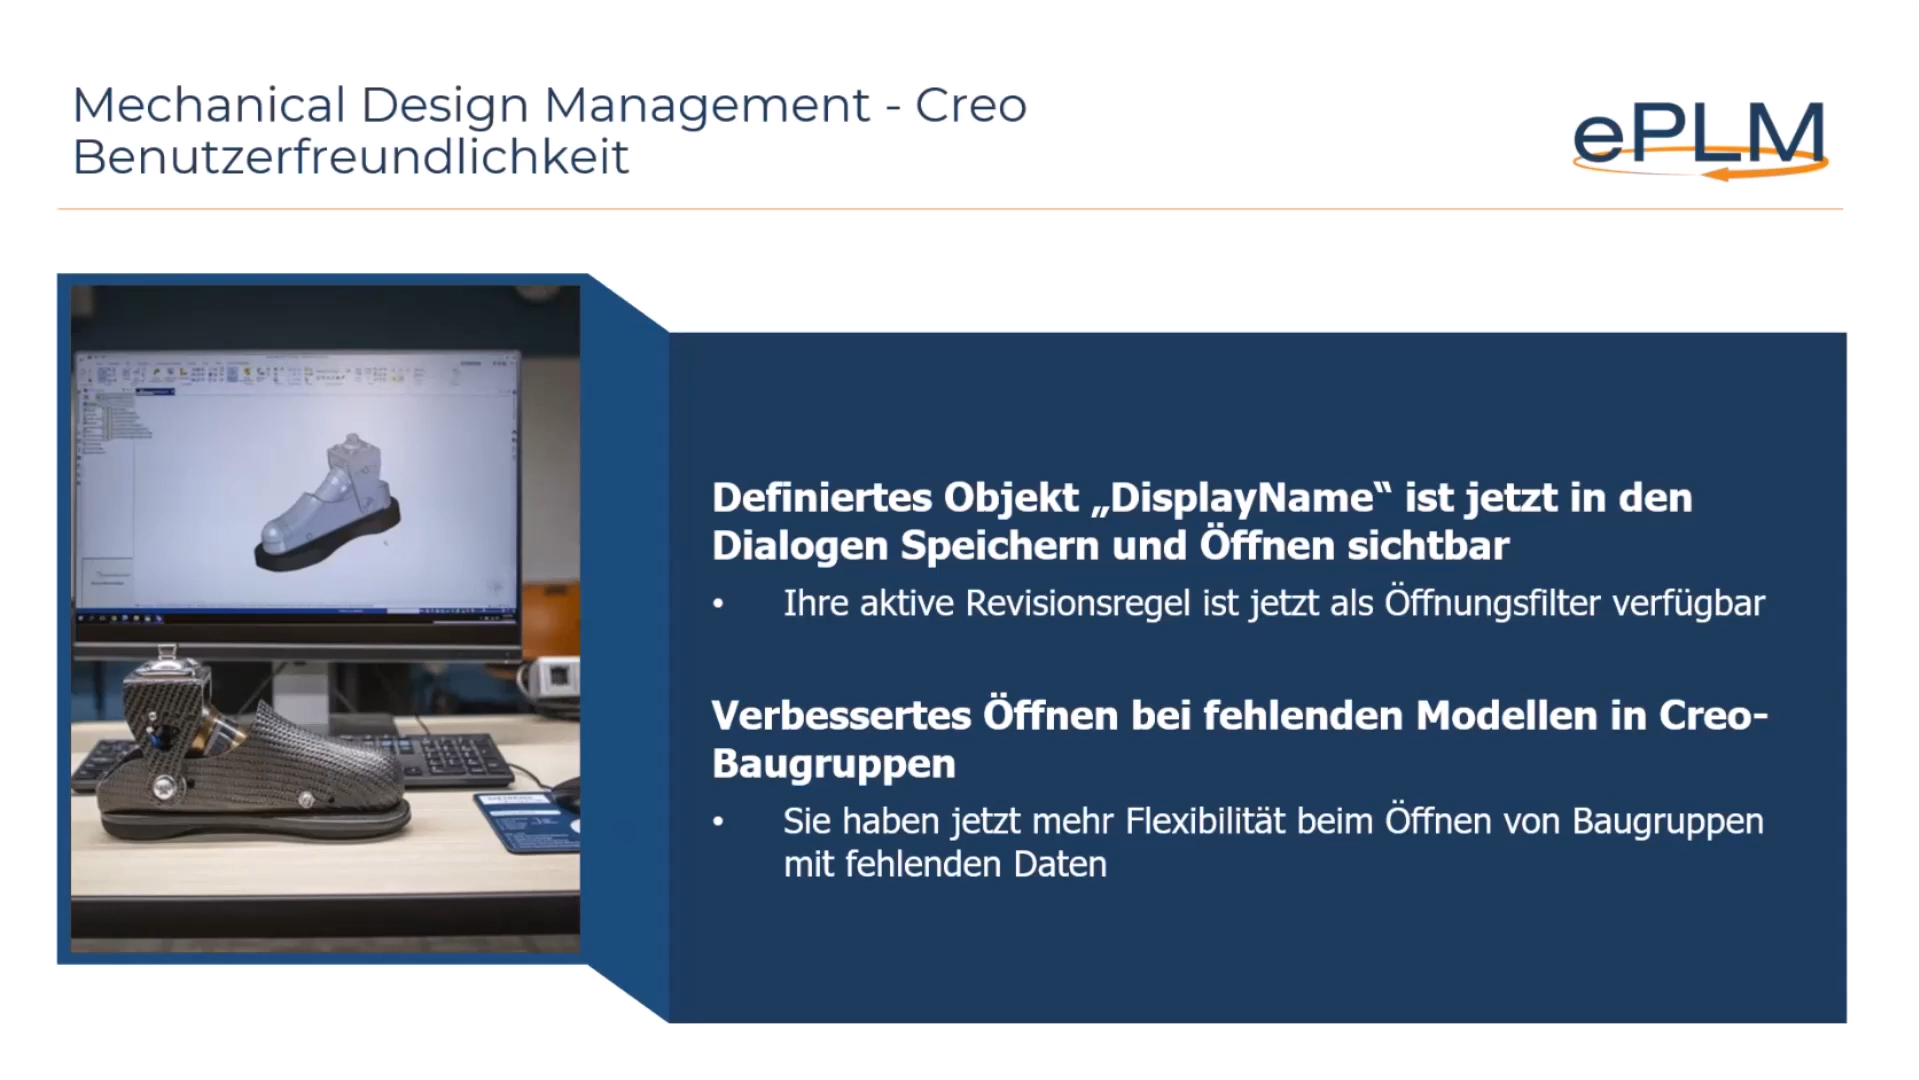 Mechanical Design Management - Creo
Benutzerfreundlichkeit
ePLM
Definiertes Objekt „DisplayName“ ist jetzt in den
Dialogen Speichern und Öffnen sichtbar
• Ihre aktive Revisionsregel ist jetzt als Öffnungsfilter verfügbar
Verbessertes Öffnen bei fehlenden Modellen in Creo-
Baugruppen
• Sie haben jetzt mehr Flexibilität beim Öffnen von Baugruppen
mit fehlenden Daten